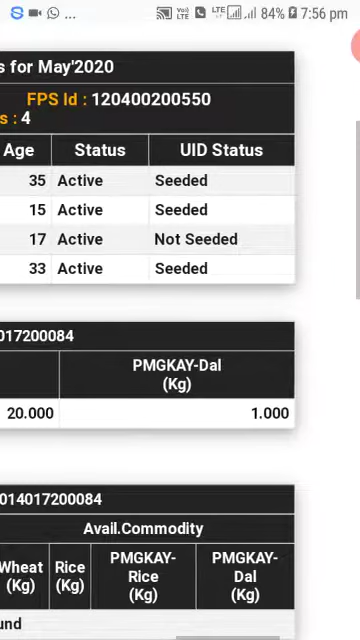 ... 84% 7:56 pm
s for May'2020
FPS Id : 120400200550
s : 4
Age Status UID Status
35 Active Seeded
15 Active Seeded
17 Active Not Seeded
33 Active Seeded
017200084
PMGKAY-Dal
(Kg)
20.000 1.000
014017200084
Avail.Commodity
Wheat
(Kg)
Rice
(Kg)
PMGKAY-
Rice
(Kg)
PMGKAY-
Dal
(Kg)
und